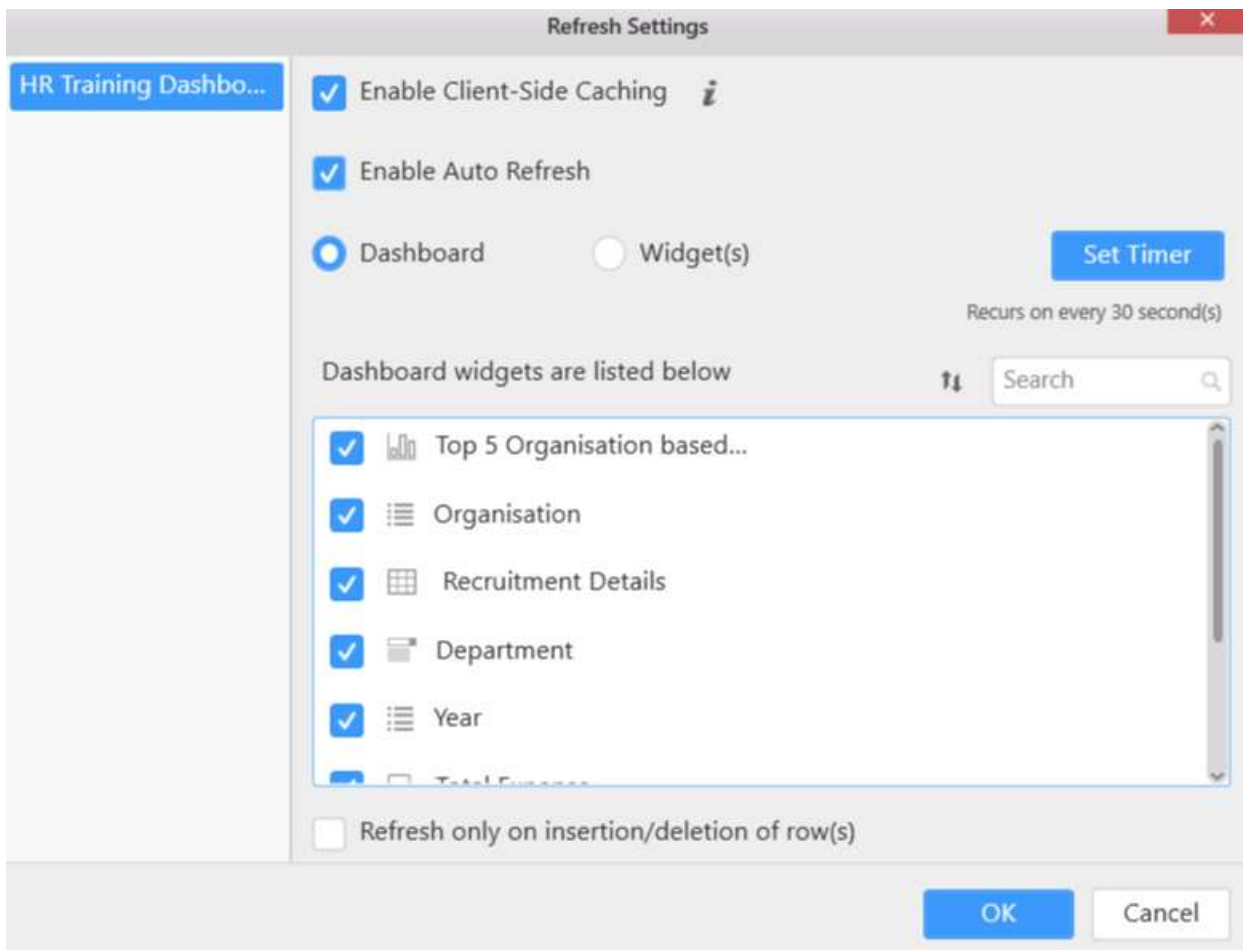 Refresh Settings
HR Training Dashbo...
Enable Client-Side Caching
Enable Auto Refresh
Dashboard Widget(s) Set Timer
Recurs on every 30 second(s)
Dashboard widgets are listed below Search
Top 5 Organisation based...
Organisation
Recruitment Details
Department
Year
Total Expense
Refresh only on insertion/deletion of row(s)
OK Cancel